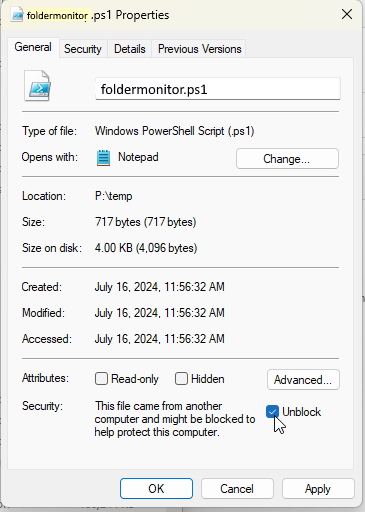 foldermonitor.ps1 Properties
General Security Details Previous Versions
foldermonitor.ps1
Type of file: Windows PowerShell Script (.ps1)
Opens with: Notepad Change...
Location: P:\temp
Size: 717 bytes (717 bytes)
Size on disk: 4.00 KB (4,096 bytes)
Created: July 16, 2024, 11:56:32 AM
Modified: July 16, 2024, 11:56:32 AM
Accessed: July 16, 2024, 11:56:32 AM
Attributes: Read-only Hidden Advanced...
Security: This file came from another
computer and might be blocked to Unblock
help protect this computer.
OK Cancel Apply